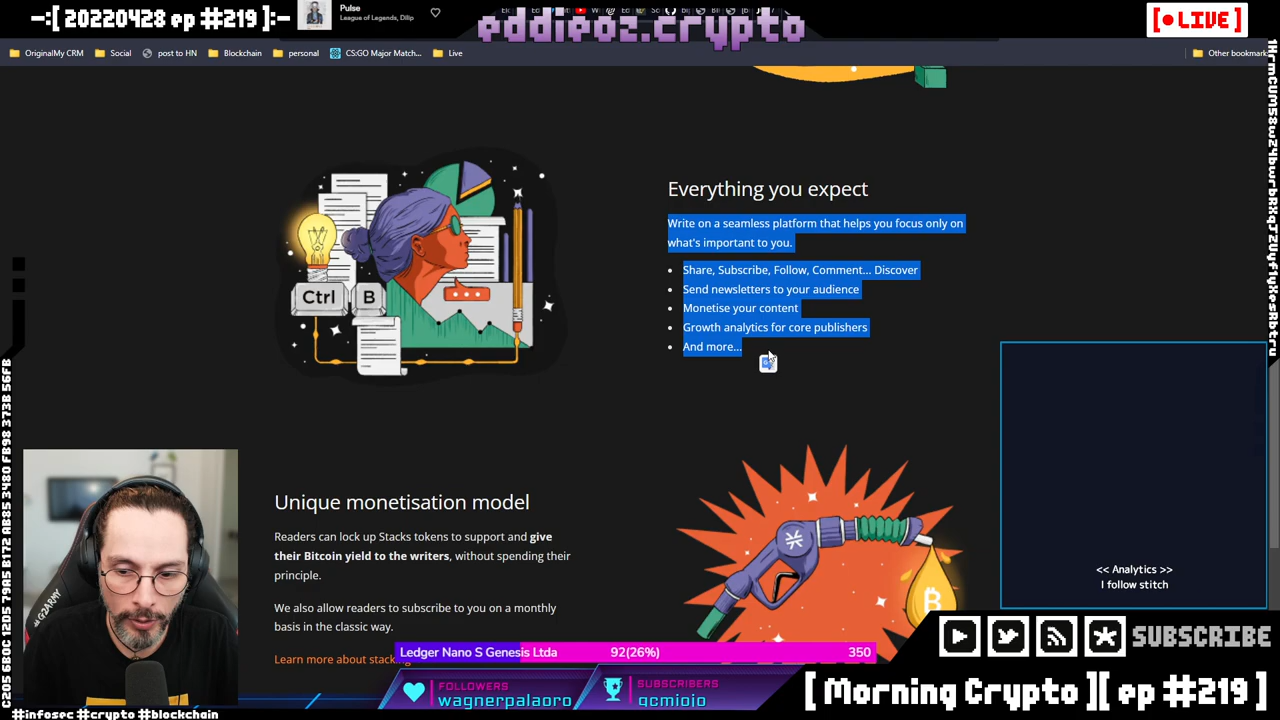 -:[ 20220428 ep #219 ]:-
Pulse
League of Legends, Dilip
eddieoz.crypto
[ LIVE ]
OriginalMy CRM
Social
post to HN
Blockchain
personal
CS:GO Major Match...
Live
Other bookmark
Everything you expect
Write on a seamless platform that helps you focus only on
what's important to you.
Share, Subscribe, Follow, Comment... Discover
Send newsletters to your audience
Monetise your content
Growth analytics for core publishers
And more...
Ctrl
B
Unique monetisation model
Readers can lock up Stacks tokens to support and give
their Bitcoin yield to the writers, without spending their
principle.
We also allow readers to subscribe to you on a monthly
basis in the classic way.
Learn more about stacking
<< Analytics >>
I follow stitch
Ledger Nano S Genesis Ltda
92(26%)
350
FOLLOWERS
wagnerpalaoro
SUBSCRIBERS
gcmiojo
SUBSCRIBE
[ Morning Crypto ][ ep #219 ]
#infosec #crypto #blockchain